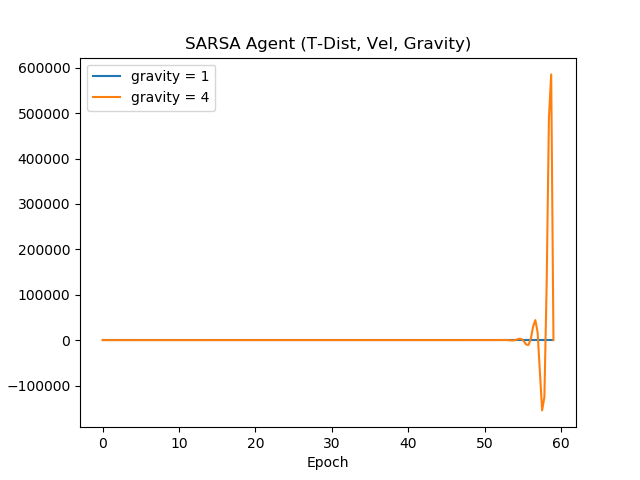 SARSA Agent (T-Dist, Vel, Gravity)
gravity = 1
gravity = 4
600000
500000
400000
300000
200000
100000
0
−100000
0 10 20 30 40 50 60
Epoch